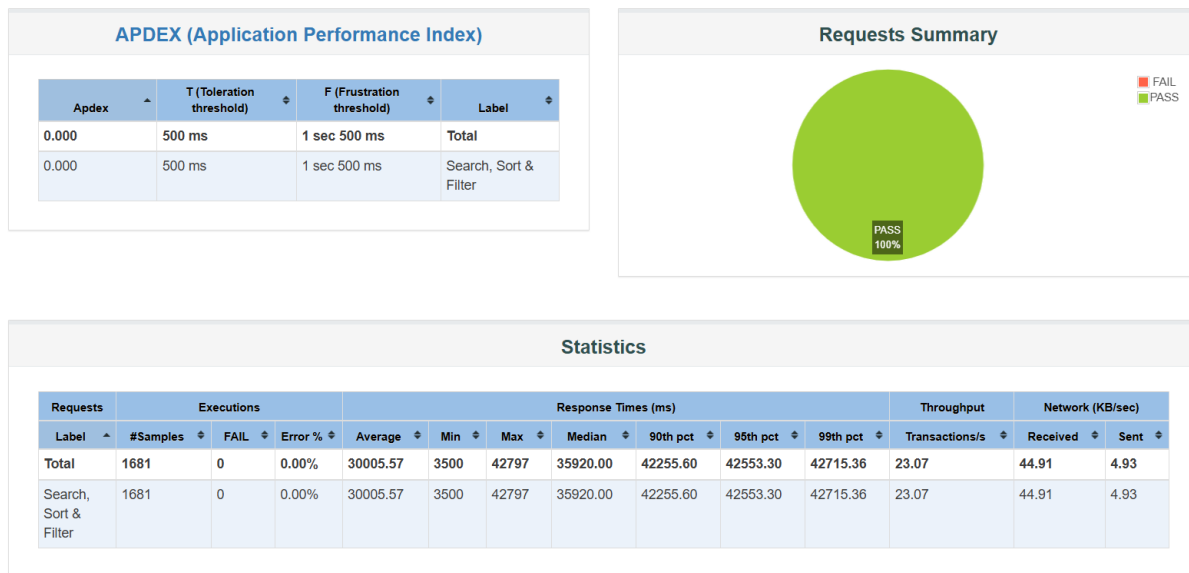 APDEX (Application Performance Index)
Apdex
T (Toleration
threshold)
F (Frustration
threshold)
Label
0.000 500 ms 1 sec 500 ms Total
0.000 500 ms 1 sec 500 ms Search, Sort &
Filter
Requests Summary
FAIL
PASS
PASS
100%
Statistics
Requests Executions Response Times (ms) Throughput Network (KB/sec)
Label #Samples FAIL Error % Average Min Max Median 90th pct 95th pct 99th pct Transactions/s Received Sent
Total 1681 0 0.00% 30005.57 3500 42797 35920.00 42255.60 42553.30 42715.36 23.07 44.91 4.93
Search, 1681 0 0.00% 30005.57 3500 42797 35920.00 42255.60 42553.30 42715.36 23.07 44.91 4.93
Sort &
Filter